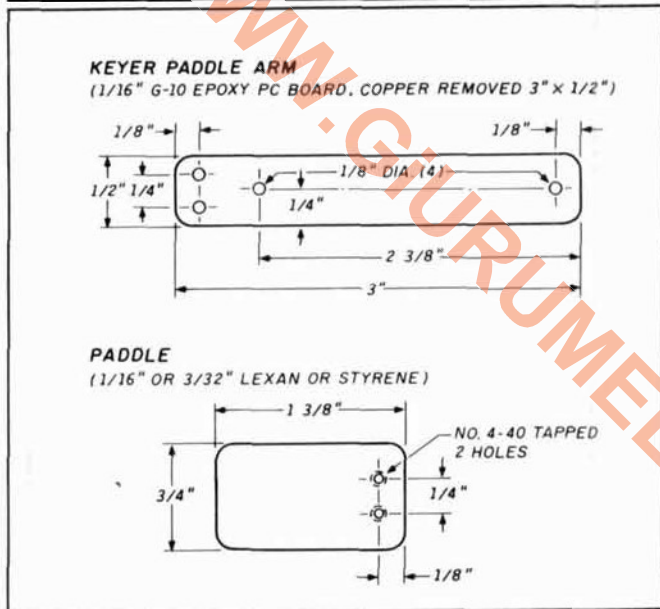 KEYER PADDLE ARM
(1/16" G-10 EPOXY PC BOARD, COPPER REMOVED 3" x 1/2")
1/8" 1/8"
1/8" DIA. (4)
1/2" 1/4"
1/4"
2 3/8"
3"
PADDLE
(1/16" OR 3/32" LEXAN OR STYRENE)
1 3/8"
NO. 4-40 TAPPED
2 HOLES
3/4"
1/4"
1/8"
WWW.GiURUMEL